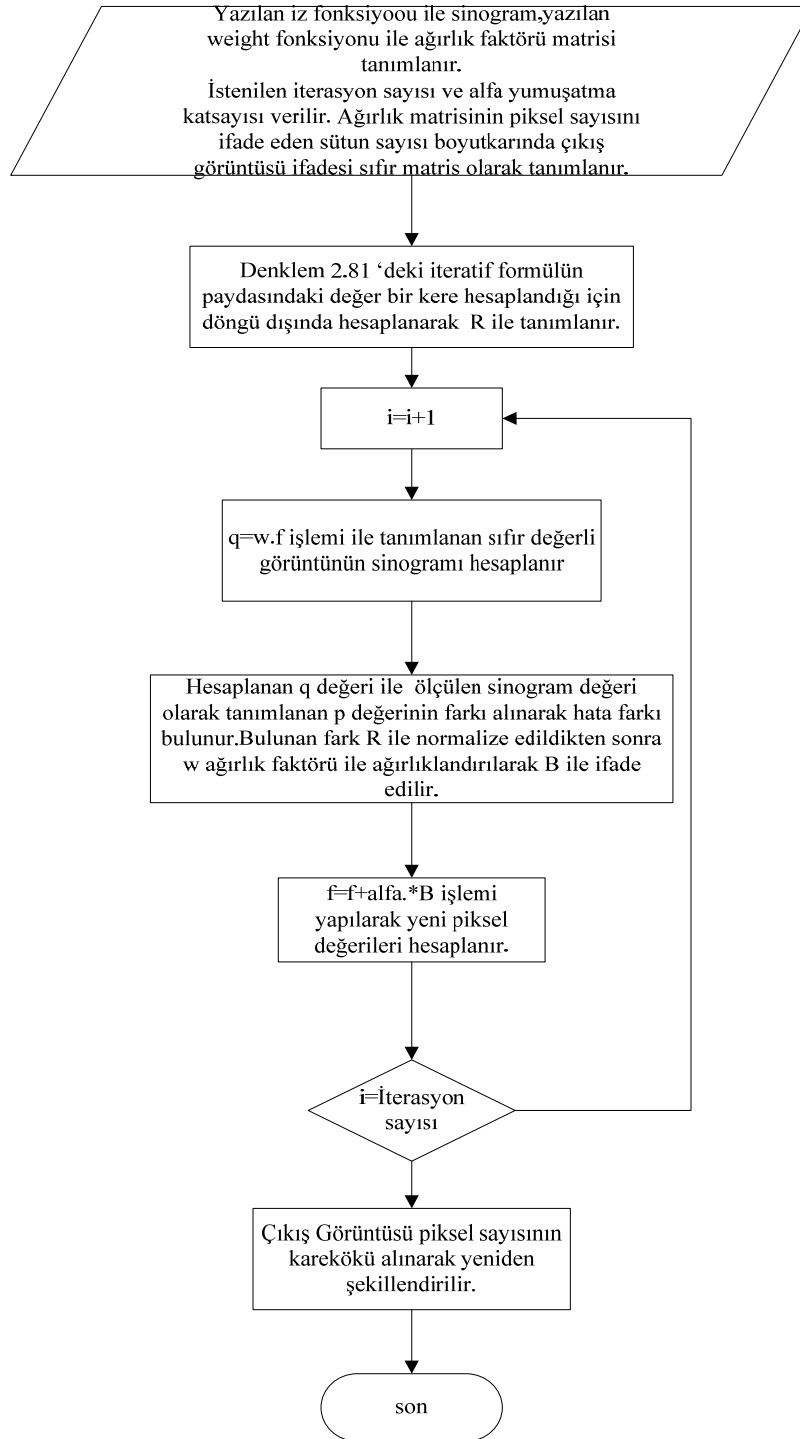 Yazılan iz fonksiyoou ile sinogram,yazılan
weight fonksiyonu ile ağırlık faktörü matrisi
tanımlanır.
İstenilen iterasyon sayısı ve alfa yumuşatma
katsayısı verilir. Ağırlık matrisinin piksel sayısını
ifade eden sütun sayısı boyutkarında çıkış
görüntüsü ifadesi sıfır matris olarak tanımlanır.
Denklem 2.81 ‘deki iteratif formülün
paydasındaki değer bir kere hesaplandığı için
döngü dışında hesaplanarak R ile tanımlanır.
i=i+1
q=w.f işlemi ile tanımlanan sıfır değerli
görüntünün sinogramı hesaplanır
Hesaplanan q değeri ile ölçülen sinogram değeri
olarak tanımlanan p değerinin farkı alınarak hata farkı
bulunur.Bulunan fark R ile normalize edildikten sonra
w ağırlık faktörü ile ağırlıklandırılarak B ile ifade
edilir.
f=f+alfa.*B işlemi
yapılarak yeni piksel
değerileri hesaplanır.
i=İterasyon
sayısı
Çıkış Görüntüsü piksel sayısının
karekökü alınarak yeniden
şekillendirilir.
son